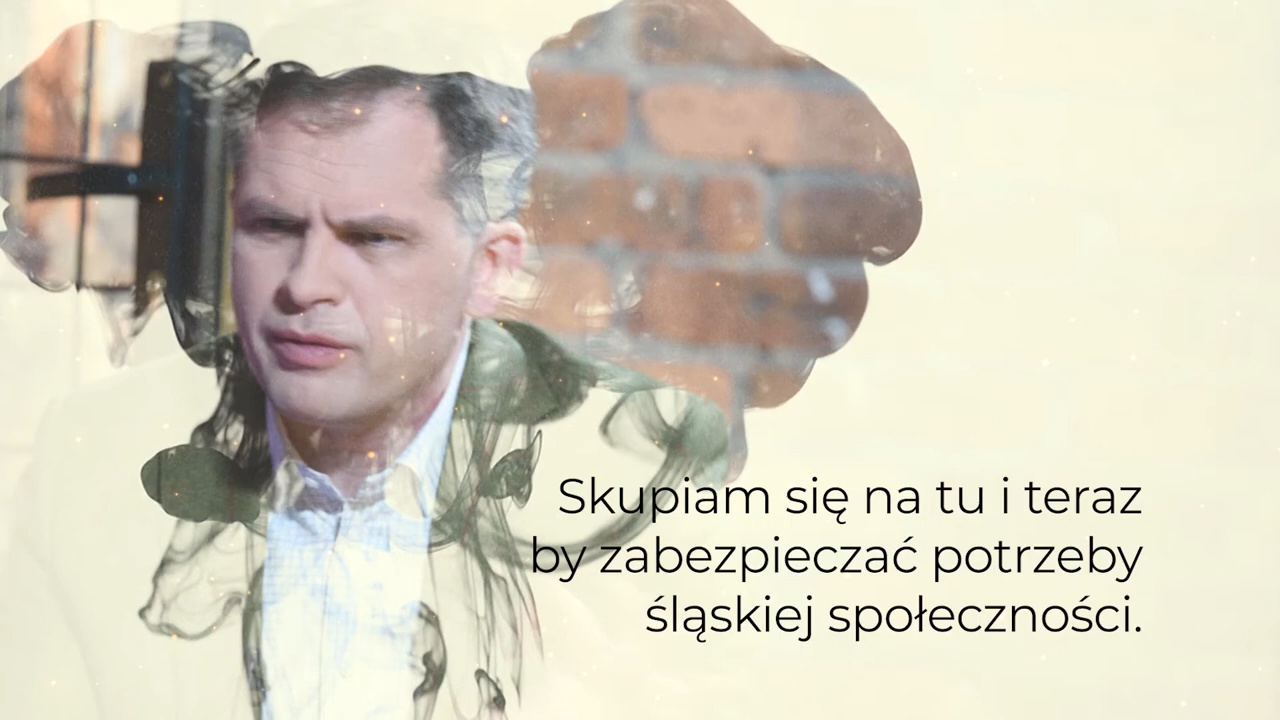 Skupiam się na tu i teraz
by zabezpieczać potrzeby
śląskiej społeczności.